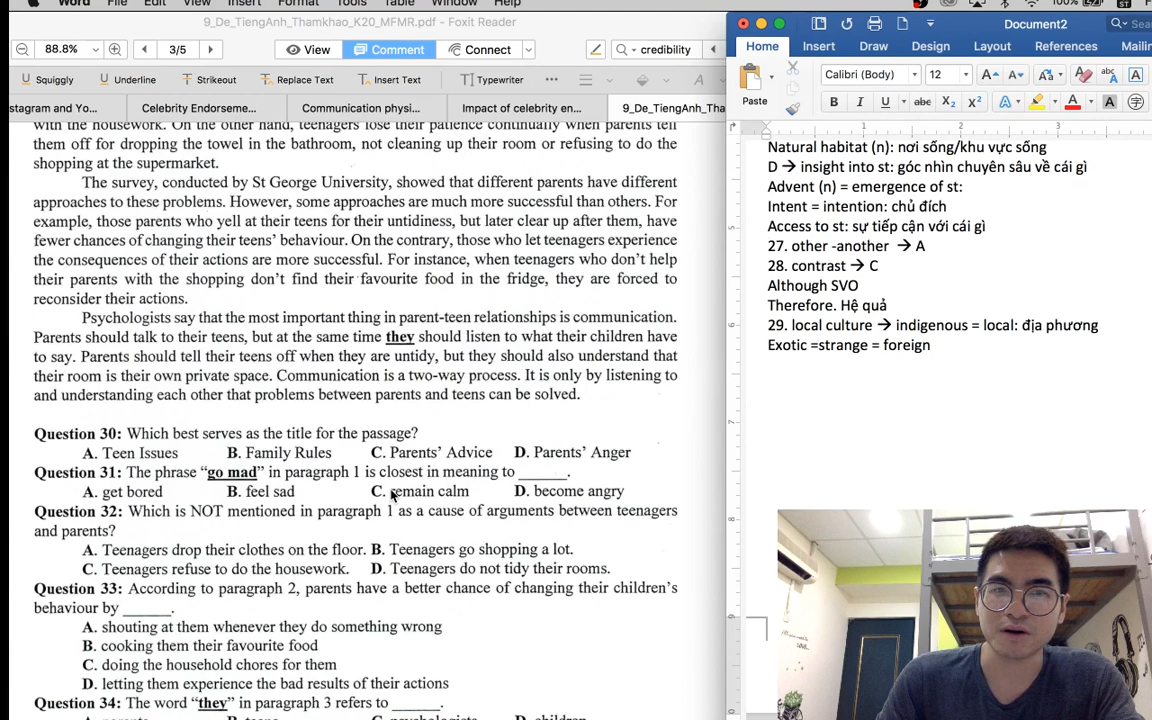 Word File Edit View Insert Format Tools Table Window Help 100%
9_De_TiengAnh_Thamkhao_K20_MFMR.pdf - Foxit Reader
88.8% 3/5 View Comment Connect credibility
Squiggly Underline Strikeout Replace Text Insert Text Typewriter
stagram and Yo... Celebrity Endorseme... Communication physi... Impact of celebrity en... 9_De_TiengAnh_Tha
with the housework. On the other hand, teenagers lose their patience continually when parents tell
them off for dropping the towel in the bathroom, not cleaning up their room or refusing to do the
shopping at the supermarket.
The survey, conducted by St George University, showed that different parents have different
approaches to these problems. However, some approaches are much more successful than others. For
example, those parents who yell at their teens for their untidiness, but later clear up after them, have
fewer chances of changing their teens' behaviour. On the contrary, those who let teenagers experience
the consequences of their actions are more successful. For instance, when teenagers who don't help
their parents with the shopping don't find their favourite food in the fridge, they are forced to
reconsider their actions.
Psychologists say that the most important thing in parent-teen relationships is communication.
Parents should talk to their teens, but at the same time they should listen to what their children have
to say. Parents should tell their teens off when they are untidy, but they should also understand that
their room is their own private space. Communication is a two-way process. It is only by listening to
and understanding each other that problems between parents and teens can be solved.
Question 30: Which best serves as the title for the passage?
A. Teen Issues B. Family Rules C. Parents' Advice D. Parents' Anger
Question 31: The phrase "go mad" in paragraph 1 is closest in meaning to ______.
A. get bored B. feel sad C. remain calm D. become angry
Question 32: Which is NOT mentioned in paragraph 1 as a cause of arguments between teenagers
and parents?
A. Teenagers drop their clothes on the floor. B. Teenagers go shopping a lot.
C. Teenagers refuse to do the housework. D. Teenagers do not tidy their rooms.
Question 33: According to paragraph 2, parents have a better chance of changing their children's
behaviour by ______.
A. shouting at them whenever they do something wrong
B. cooking them their favourite food
C. doing the household chores for them
D. letting them experience the bad results of their actions
Question 34: The word "they" in paragraph 3 refers to ______.
A. parents B. teens C. psychologists D. children
Document2 Search
Home Insert Draw Design Layout References Mailin
Paste Calibri (Body) 12
1 2 3
Natural habitat (n): nơi sống/khu vực sống
D → insight into st: góc nhìn chuyên sâu về cái gì
Advent (n) = emergence of st:
Intent = intention: chủ đích
Access to st: sự tiếp cận với cái gì
27. other -another → A
28. contrast → C
Although SVO
Therefore. Hệ quả
29. local culture → indigenous = local: địa phương
Exotic =strange = foreign